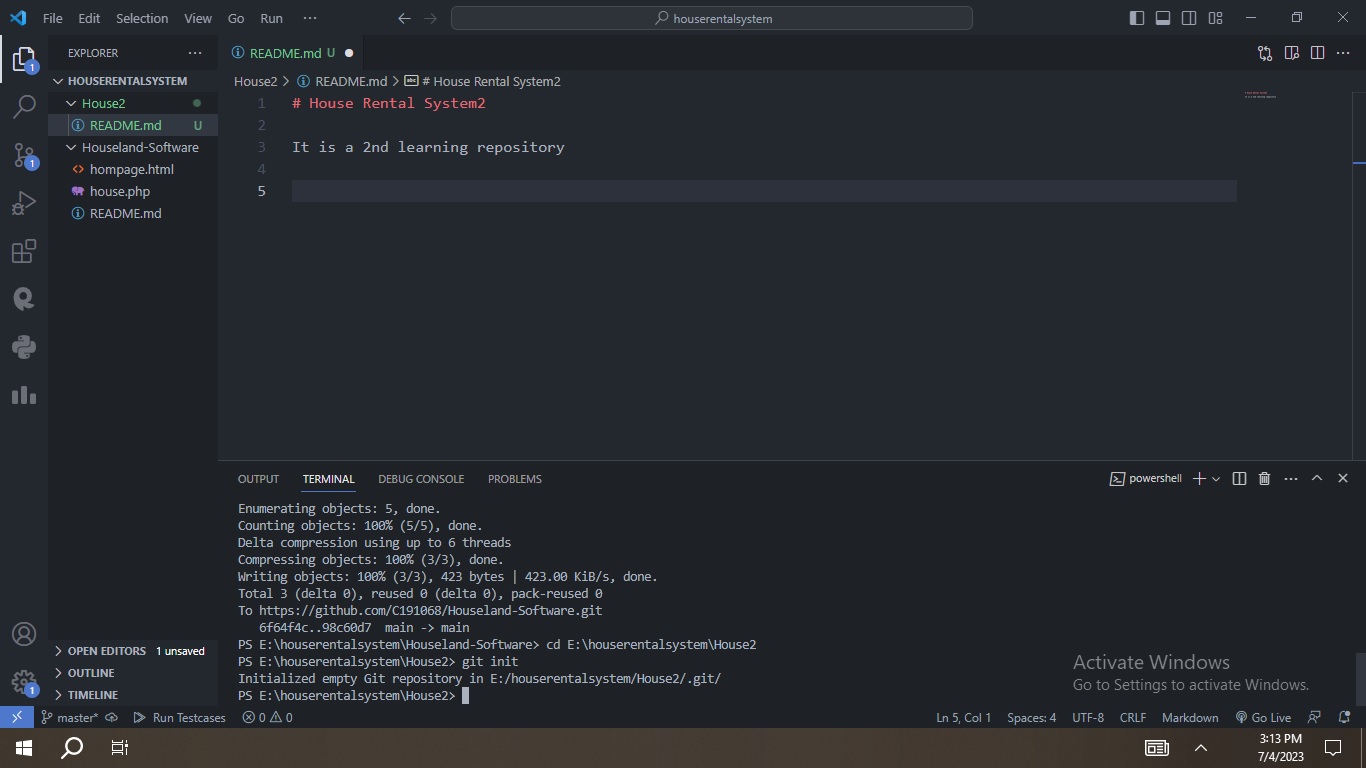 File Edit Selection View Go Run ···
houserentalsystem
EXPLORER ···
HOUSERENTALSYSTEM
House2
README.md U
Houseland-Software
hompage.html
house.php
README.md
OPEN EDITORS 1 unsaved
OUTLINE
TIMELINE
1
1
1
README.md U
House2 > README.md > # House Rental System2
1 # House Rental System2
2
3 It is a 2nd learning repository
4
5
OUTPUT TERMINAL DEBUG CONSOLE PROBLEMS
powershell
Enumerating objects: 5, done.
Counting objects: 100% (5/5), done.
Delta compression using up to 6 threads
Compressing objects: 100% (3/3), done.
Writing objects: 100% (3/3), 423 bytes | 423.00 KiB/s, done.
Total 3 (delta 0), reused 0 (delta 0), pack-reused 0
To https://github.com/C191068/Houseland-Software.git
6f64f4c..98c60d7 main -> main
PS E:\houserentalsystem\Houseland-Software> cd E:\houserentalsystem\House2
PS E:\houserentalsystem\House2> git init
Initialized empty Git repository in E:/houserentalsystem/House2/.git/
PS E:\houserentalsystem\House2>
Activate Windows
Go to Settings to activate Windows.
master* Run Testcases 0 0 Ln 5, Col 1 Spaces: 4 UTF-8 CRLF Markdown Go Live
3:13 PM
7/4/2023